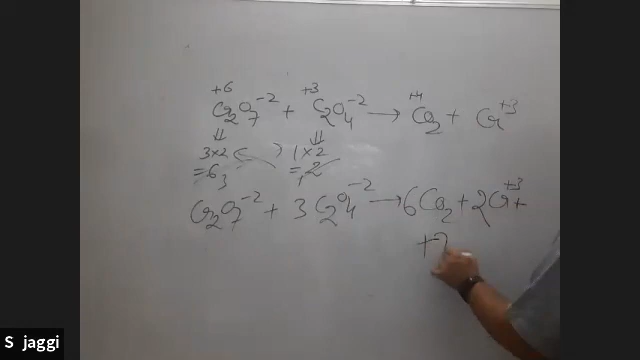 +6 +3 +4
Cr2O7^-2 + C2O4^-2 → CO2 + Cr^+3
⇓ ⇓
3×2 1×2
=6 =2
Cr2O7^-2 + 3 C2O4^-2 → 6CO2 + 2Cr^+3
+7
S jaggi